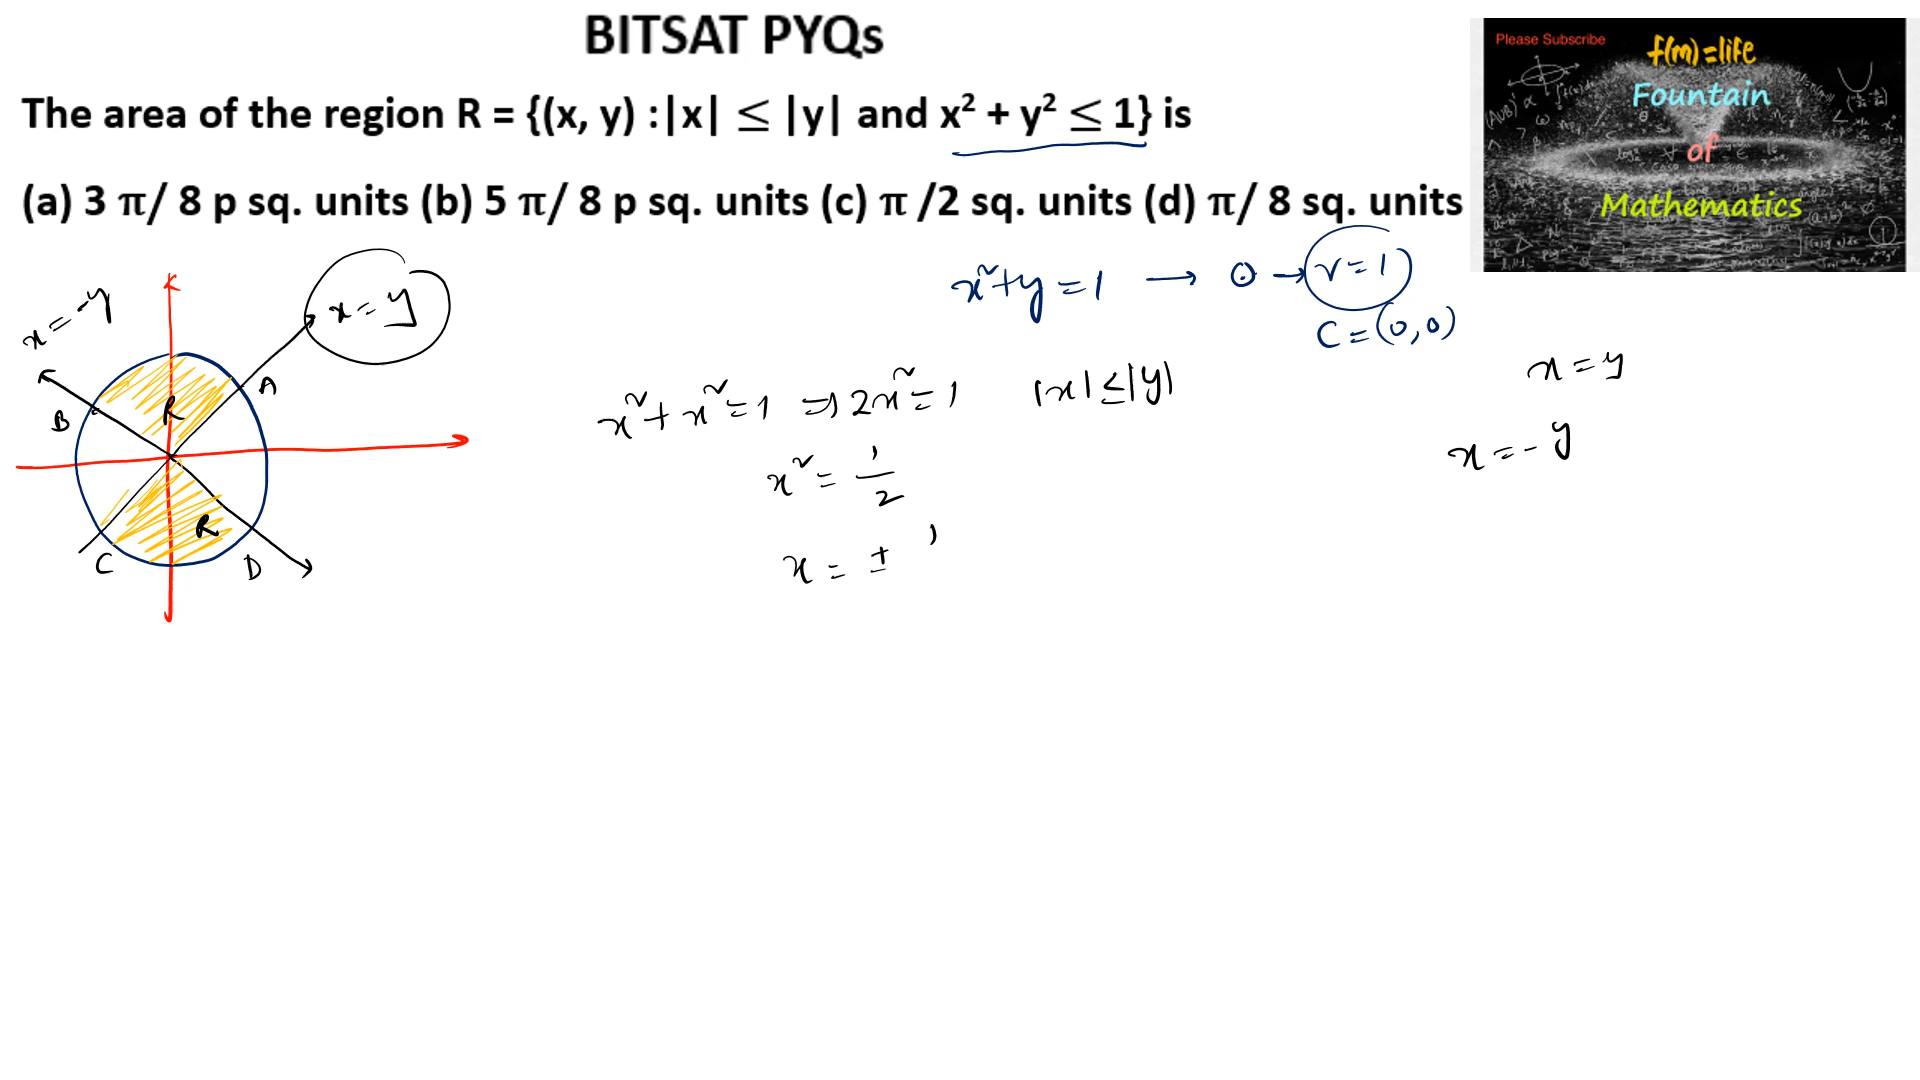 BITSAT PYQs
The area of the region R = {(x, y) :|x| ≤ |y| and x² + y² ≤ 1} is
(a) 3 π/ 8 p sq. units (b) 5 π/ 8 p sq. units (c) π /2 sq. units (d) π/ 8 sq. units
Please Subscribe
f(m)=life
Fountain
of
Mathematics
x²+y=1 → ⊙ → r=1
C=(0,0)
x=-y
x=y
A
B
R
R
C
D
x²+x²=1 ⇒ 2x²=1
|x| ≤ |y|
x² = 1/2
x = ± 1
x=y
x=-y